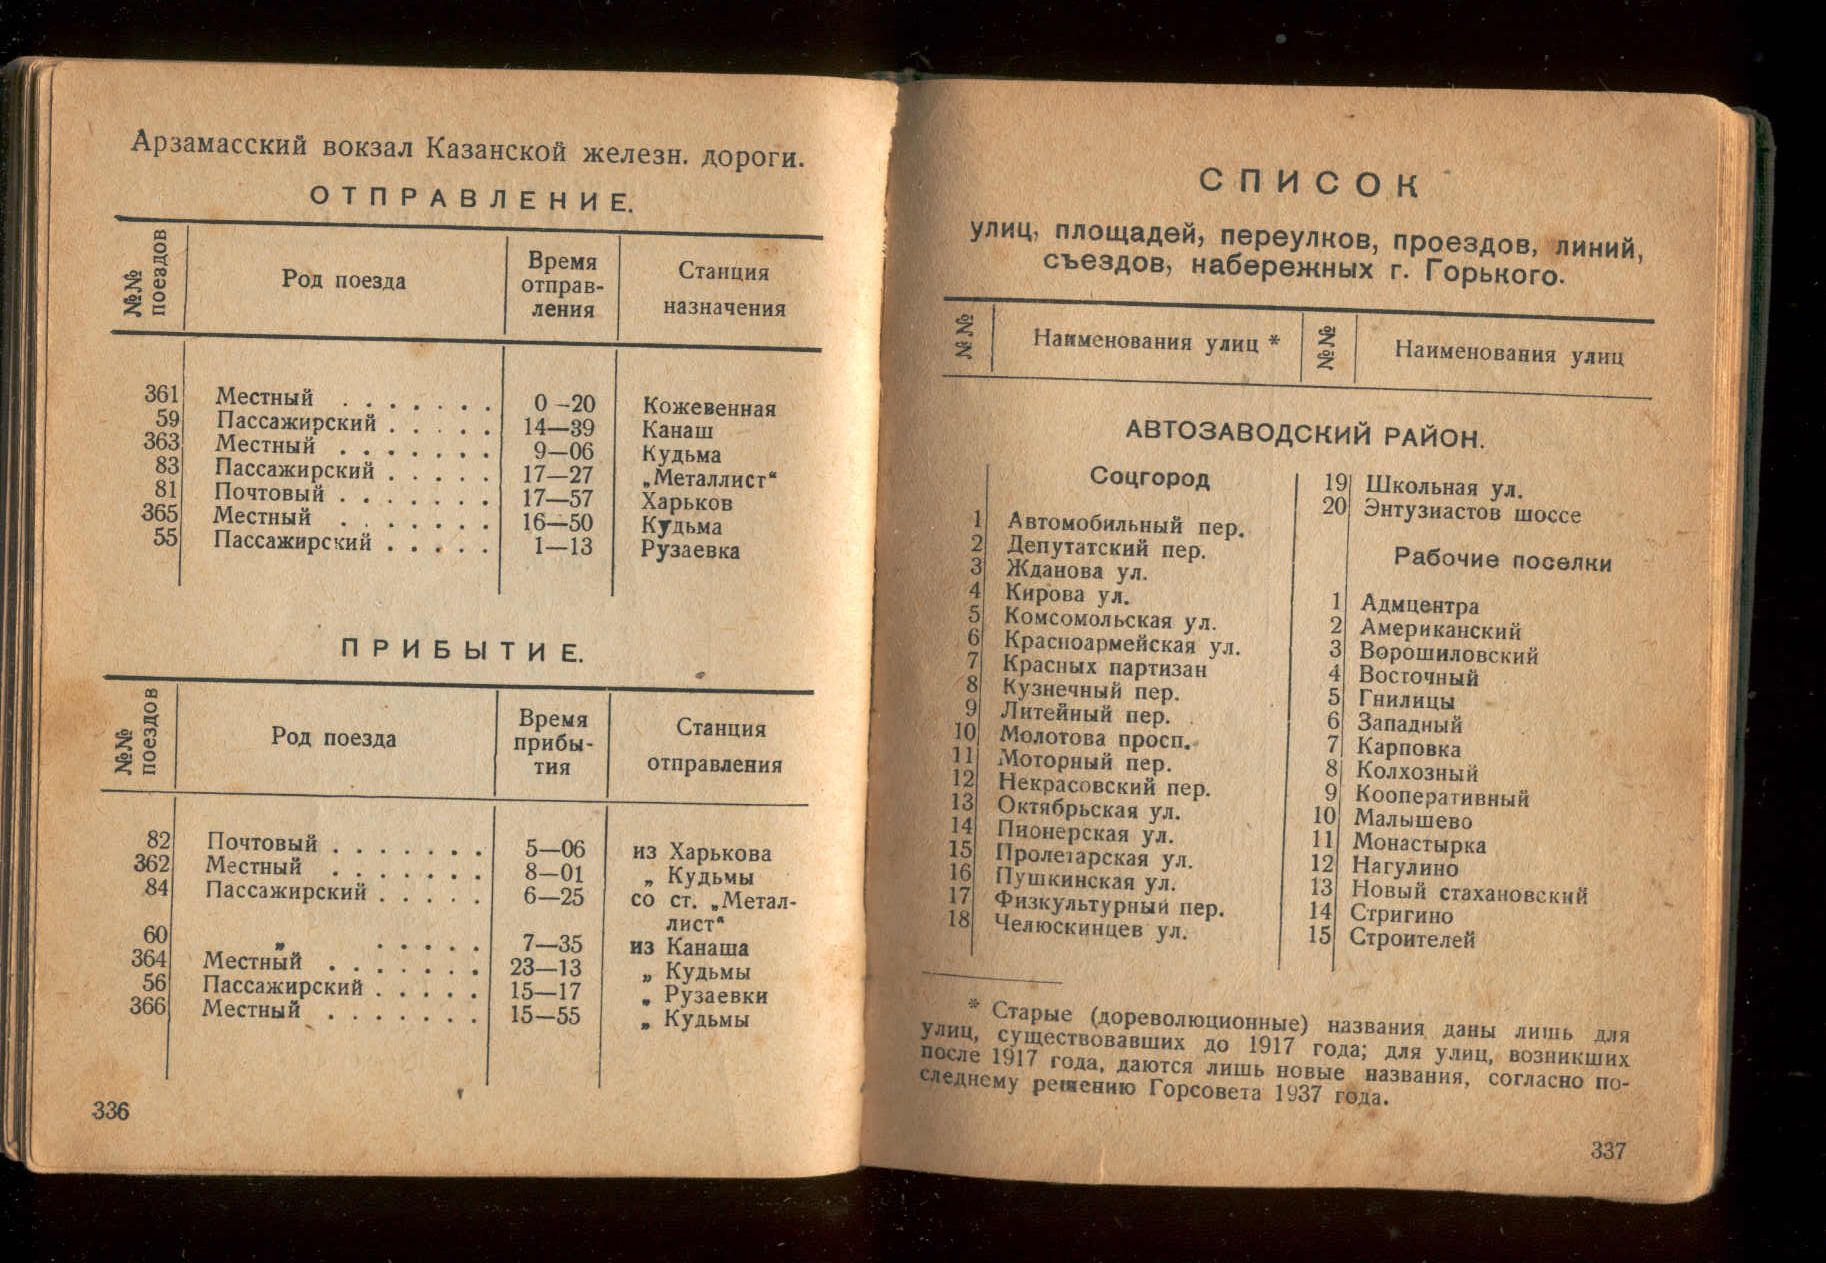 Арзамасский вокзал Казанской железн. дороги.
ОТПРАВЛЕНИЕ.
№№ поездов | Род поезда | Время отправ-ления | Станция назначения
361 Местный . . . . . . . 0—20 Кожевенная
59 Пассажирский . . . . . 14—39 Канаш
363 Местный . . . . . . . 9—06 Кудьма
83 Пассажирский . . . . . 17—27 „Металлист“
81 Почтовый . . . . . . . 17—57 Харьков
365 Местный . . . . . . . 16—50 Кудьма
55 Пассажирский . . . . . 1—13 Рузаевка
ПРИБЫТИЕ.
№№ поездов | Род поезда | Время прибы-тия | Станция отправления
82 Почтовый . . . . . . . 5—06 из Харькова
362 Местный . . . . . . . 8—01 „ Кудьмы
84 Пассажирский . . . . . 6—25 со ст. „Метал-
лист“
60 „ . . . . . 7—35 из Канаша
364 Местный . . . . . . . 23—13 „ Кудьмы
56 Пассажирский . . . . . 15—17 „ Рузаевки
366 Местный . . . . . . . 15—55 „ Кудьмы
336
СПИСОК
улиц, площадей, переулков, проездов, линий,
съездов, набережных г. Горького.
№№ | Наименования улиц * | №№ | Наименования улиц
АВТОЗАВОДСКИЙ РАЙОН.
Соцгород
1 Автомобильный пер.
2 Депутатский пер.
3 Жданова ул.
4 Кирова ул.
5 Комсомольская ул.
6 Красноармейская ул.
7 Красных партизан
8 Кузнечный пер.
9 Литейный пер.
10 Молотова просп.
11 Моторный пер.
12 Некрасовский пер.
13 Октябрьская ул.
14 Пионерская ул.
15 Пролетарская ул.
16 Пушкинская ул.
17 Физкультурный пер.
18 Челюскинцев ул.
19 Школьная ул.
20 Энтузиастов шоссе
Рабочие поселки
1 Адмцентра
2 Американский
3 Ворошиловский
4 Восточный
5 Гнилицы
6 Западный
7 Карповка
8 Колхозный
9 Кооперативный
10 Малышево
11 Монастырка
12 Нагулино
13 Новый стахановский
14 Стригино
15 Строителей
* Старые (дореволюционные) названия даны лишь для
улиц, существовавших до 1917 года; для улиц, возникших
после 1917 года, даются лишь новые названия, согласно по-
следнему решению Горсовета 1937 года.
337